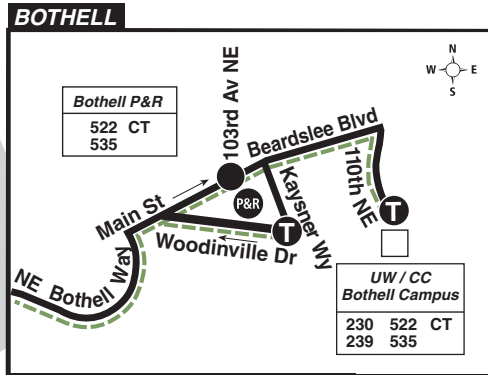 BOTHELL
N
W E
S
Bothell P&R
522 CT
535
103rd Av NE
Beardslee Blvd
110th NE
Main St
P&R
Kaysner Wy
T
T
Woodinville Dr
NE Bothell Way
UW / CC
Bothell Campus
230 522 CT
239 535